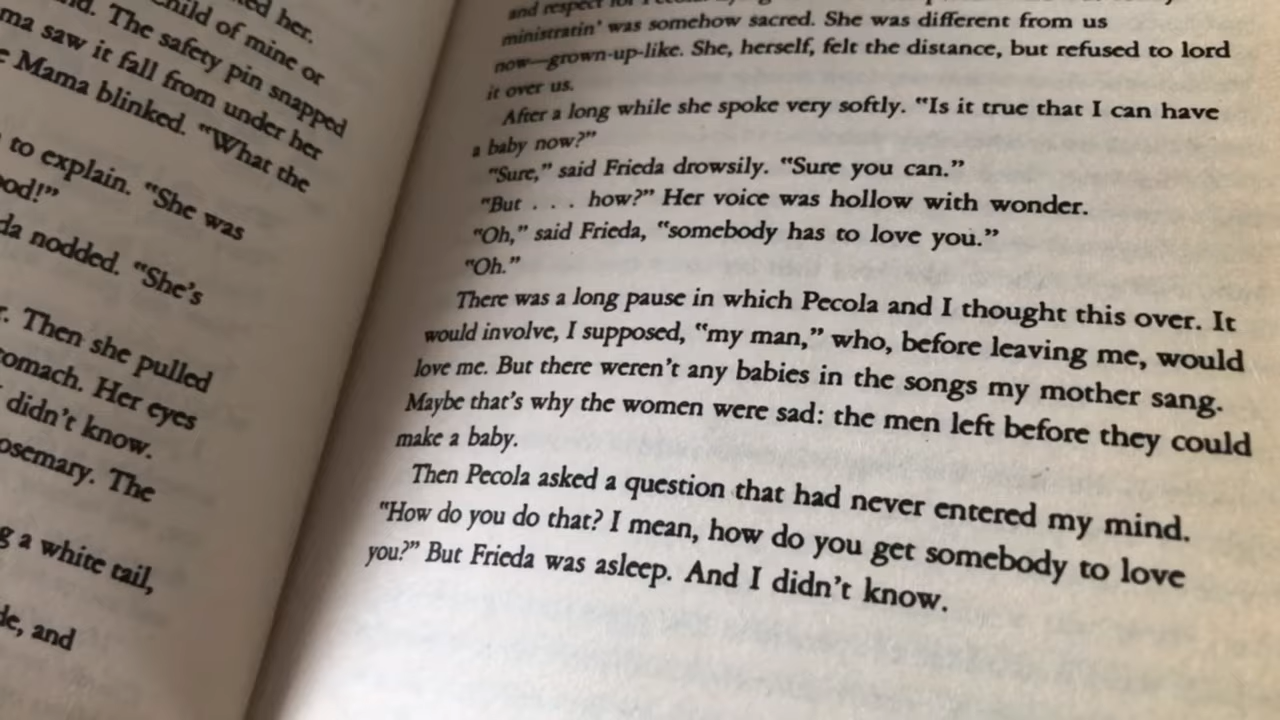 ed her.
child of mine or
nd. The safety pin snapped
ma saw it fall from under her
e Mama blinked. “What the
to explain. “She was
ood!”
da nodded. “She’s
r. Then she pulled
tomach. Her eyes
didn’t know.
osemary. The
g a white tail,
de, and
and respect for
ministratin’ was somehow sacred. She was different from us
now—grown-up-like. She, herself, felt the distance, but refused to lord
it over us.
After a long while she spoke very softly. “Is it true that I can have
a baby now?”
“Sure,” said Frieda drowsily. “Sure you can.”
“But . . . how?” Her voice was hollow with wonder.
“Oh,” said Frieda, “somebody has to love you.”
“Oh.”
There was a long pause in which Pecola and I thought this over. It
would involve, I supposed, “my man,” who, before leaving me, would
love me. But there weren’t any babies in the songs my mother sang.
Maybe that’s why the women were sad: the men left before they could
make a baby.
Then Pecola asked a question that had never entered my mind.
“How do you do that? I mean, how do you get somebody to love
you?” But Frieda was asleep. And I didn’t know.